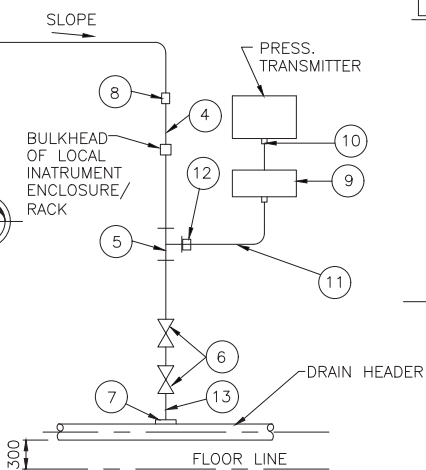 SLOPE
PRESS.
TRANSMITTER
8
4
10
BULKHEAD
OF LOCAL
INATRUMENT
ENCLOSURE/
RACK
12
9
5
11
6
DRAIN HEADER
7
13
300
FLOOR LINE